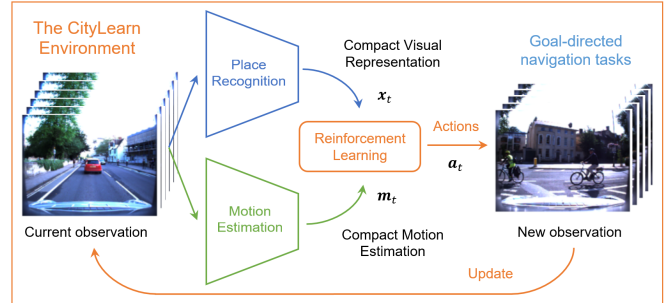 The CityLearn
Environment
Current observation
Place
Recognition
Motion
Estimation
Compact Visual
Representation
x_t
Reinforcement
Learning
m_t
Compact Motion
Estimation
Actions
a_t
Goal-directed
navigation tasks
New observation
Update